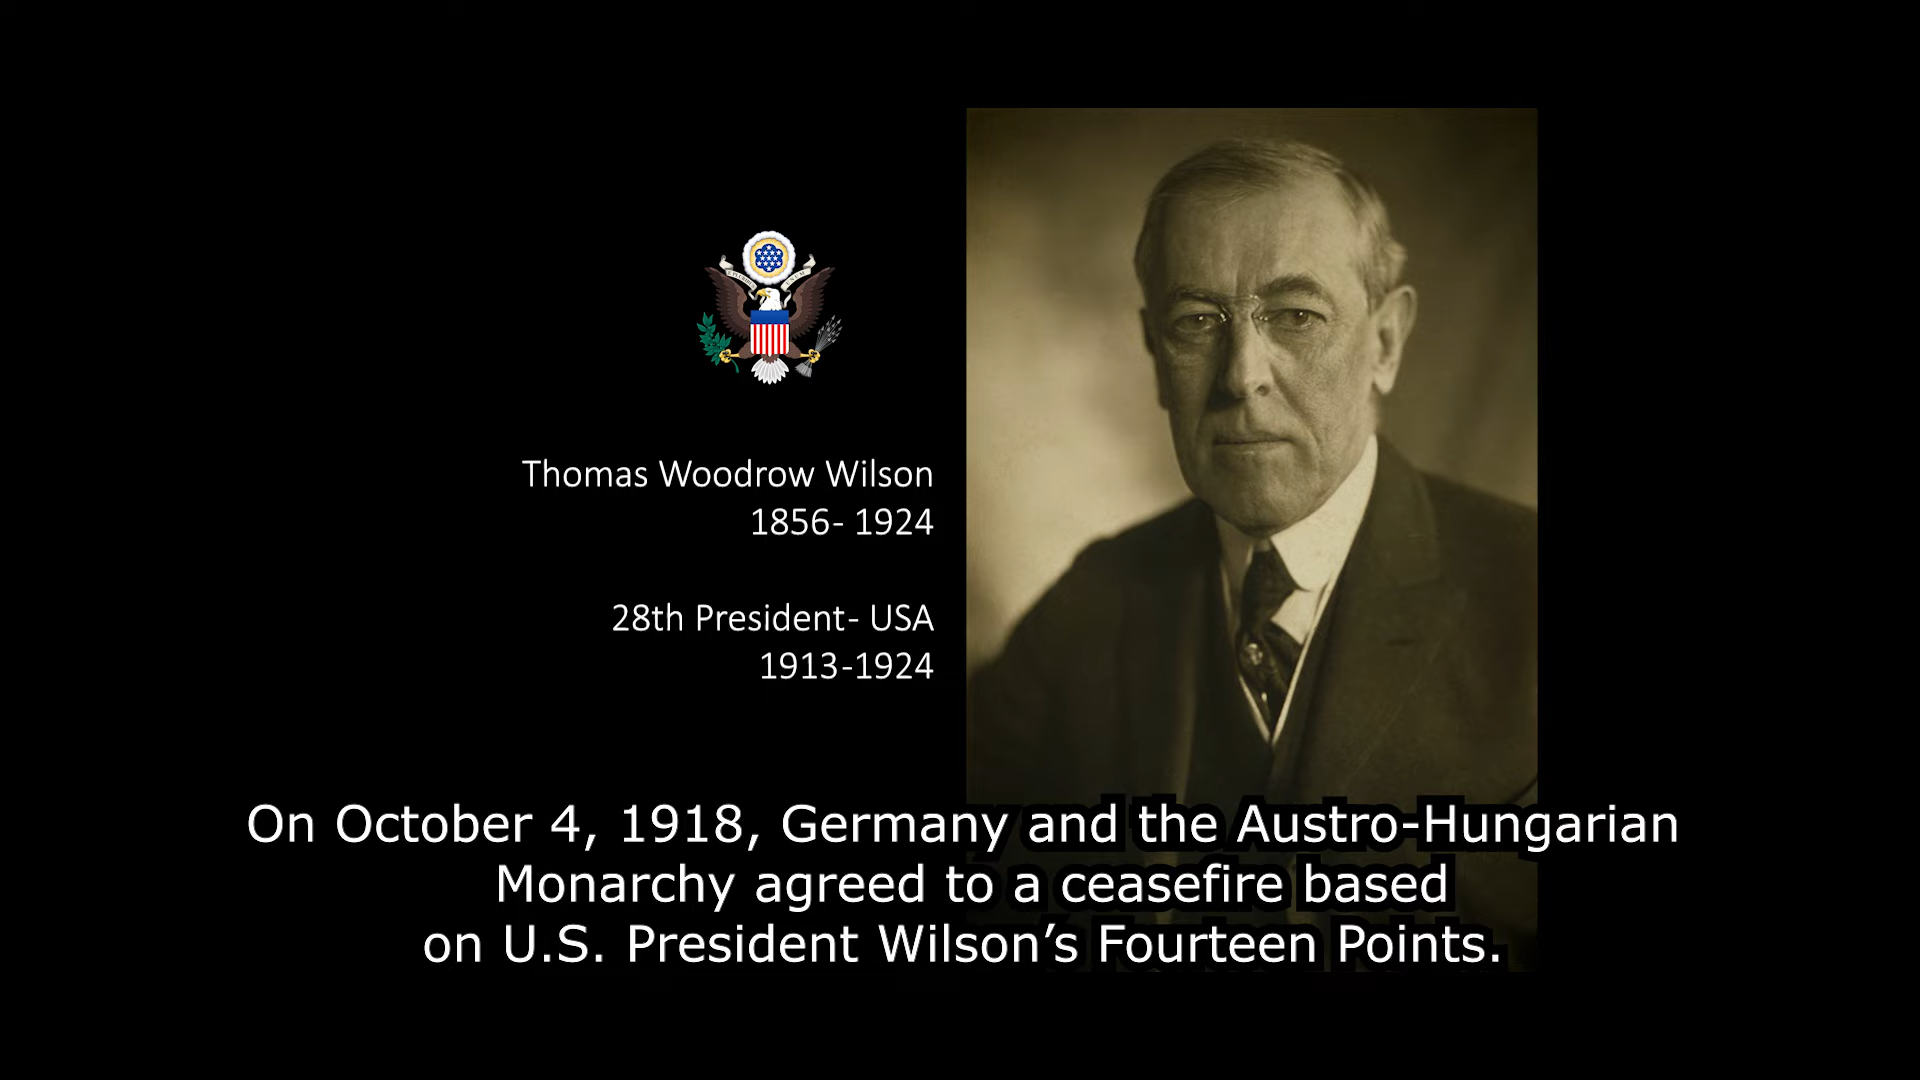 Thomas Woodrow Wilson
1856- 1924
28th President- USA
1913-1924
On October 4, 1918, Germany and the Austro-Hungarian
Monarchy agreed to a ceasefire based
on U.S. President Wilson’s Fourteen Points.